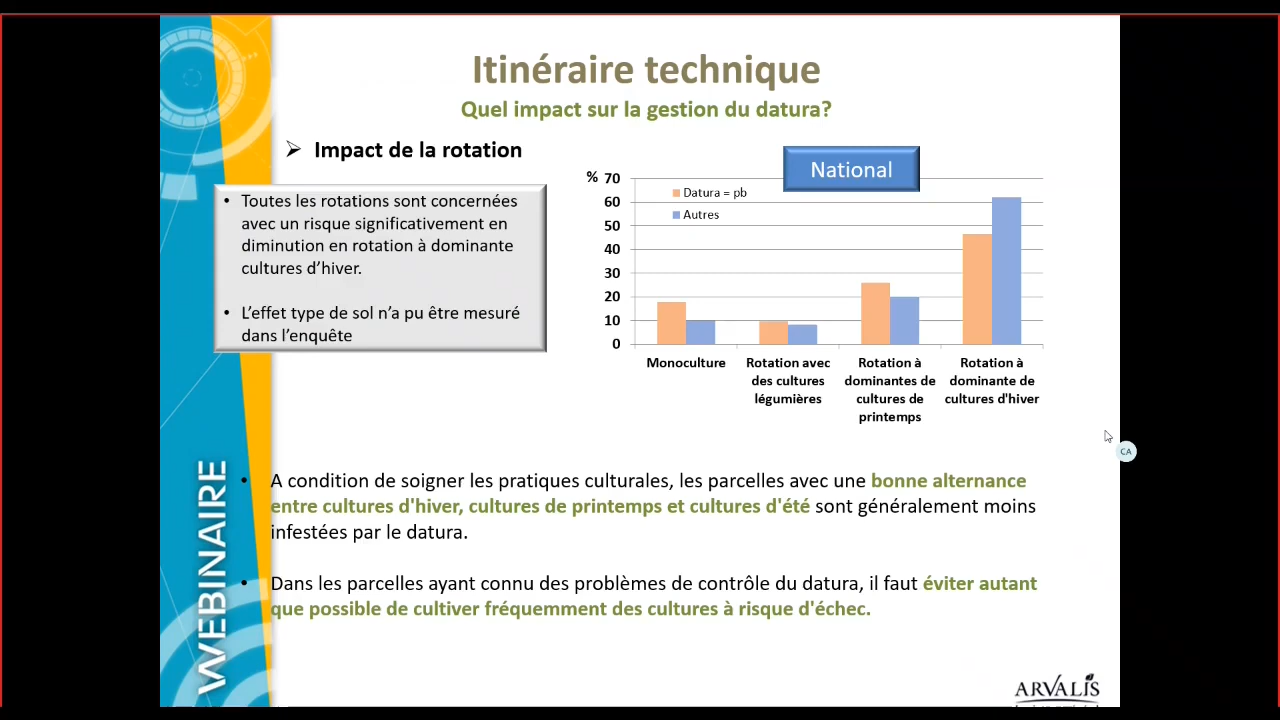 Itinéraire technique
Quel impact sur la gestion du datura?
➢ Impact de la rotation
• Toutes les rotations sont concernées
avec un risque significativement en
diminution en rotation à dominante
cultures d’hiver.
• L’effet type de sol n’a pu être mesuré
dans l’enquête
National
%
70
60
50
40
30
20
10
0
Datura = pb
Autres
Monoculture
Rotation avec
des cultures
légumières
Rotation à
dominantes de
cultures de
printemps
Rotation à
dominante de
cultures d'hiver
CA
• A condition de soigner les pratiques culturales, les parcelles avec une bonne alternance
entre cultures d'hiver, cultures de printemps et cultures d'été sont généralement moins
infestées par le datura.
• Dans les parcelles ayant connu des problèmes de contrôle du datura, il faut éviter autant
que possible de cultiver fréquemment des cultures à risque d'échec.
WEBINAIRE
ARVALIS